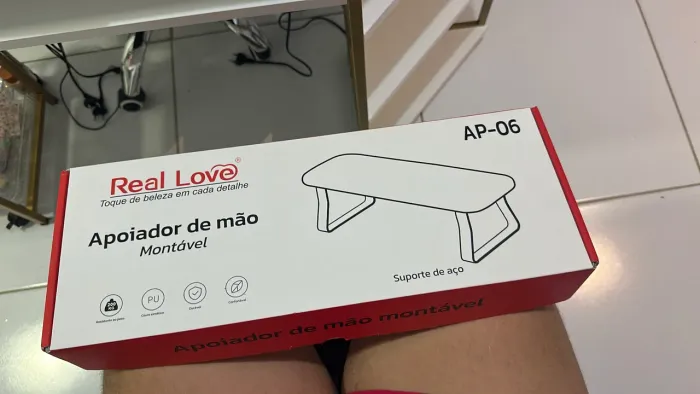 AP-06
Real Love®
Toque de beleza em cada detalhe
Apoiador de mão
Montável
Suporte de aço
PU
Apoiador de mão montável